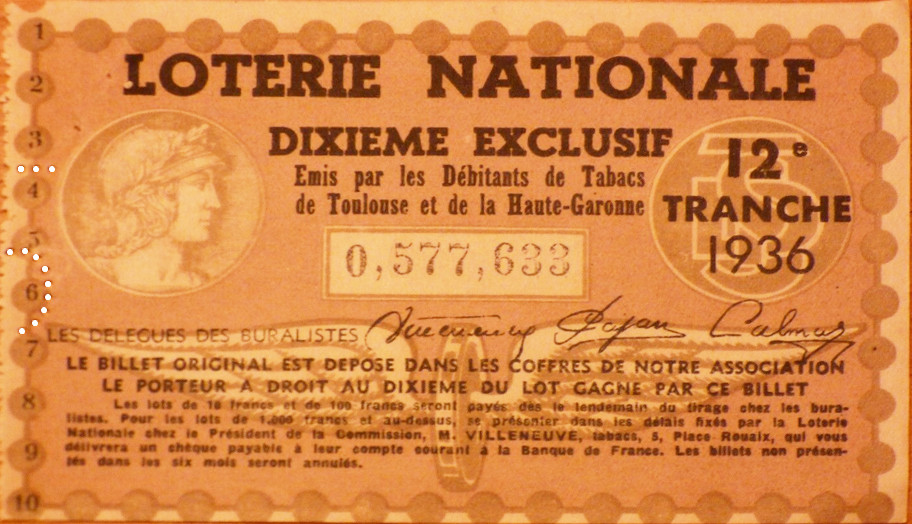 1
2
3
4
5
6
7
8
9
10
LOTERIE NATIONALE
DIXIEME EXCLUSIF
Emis par les Débitants de Tabacs
de Toulouse et de la Haute-Garonne
12e
TRANCHE
1936
0,577,633
LES DELEGUES DES BURALISTES
LE BILLET ORIGINAL EST DEPOSE DANS LES COFFRES DE NOTRE ASSOCIATION
LE PORTEUR A DROIT AU DIXIEME DU LOT GAGNE PAR CE BILLET
Les lots de 10 francs et de 100 francs seront payés dès le lendemain du tirage chez les bura-
listes. Pour les lots de 1.000 francs et au-dessus, se présenter dans les délais fixés par la Loterie
Nationale chez le Président de la Commission, M. VILLENEUVE, tabacs, 5, Place Rouaix, qui vous
délivrera un chèque payable à leur compte courant à la Banque de France. Les billets non présen-
tés dans les six mois seront annulés.